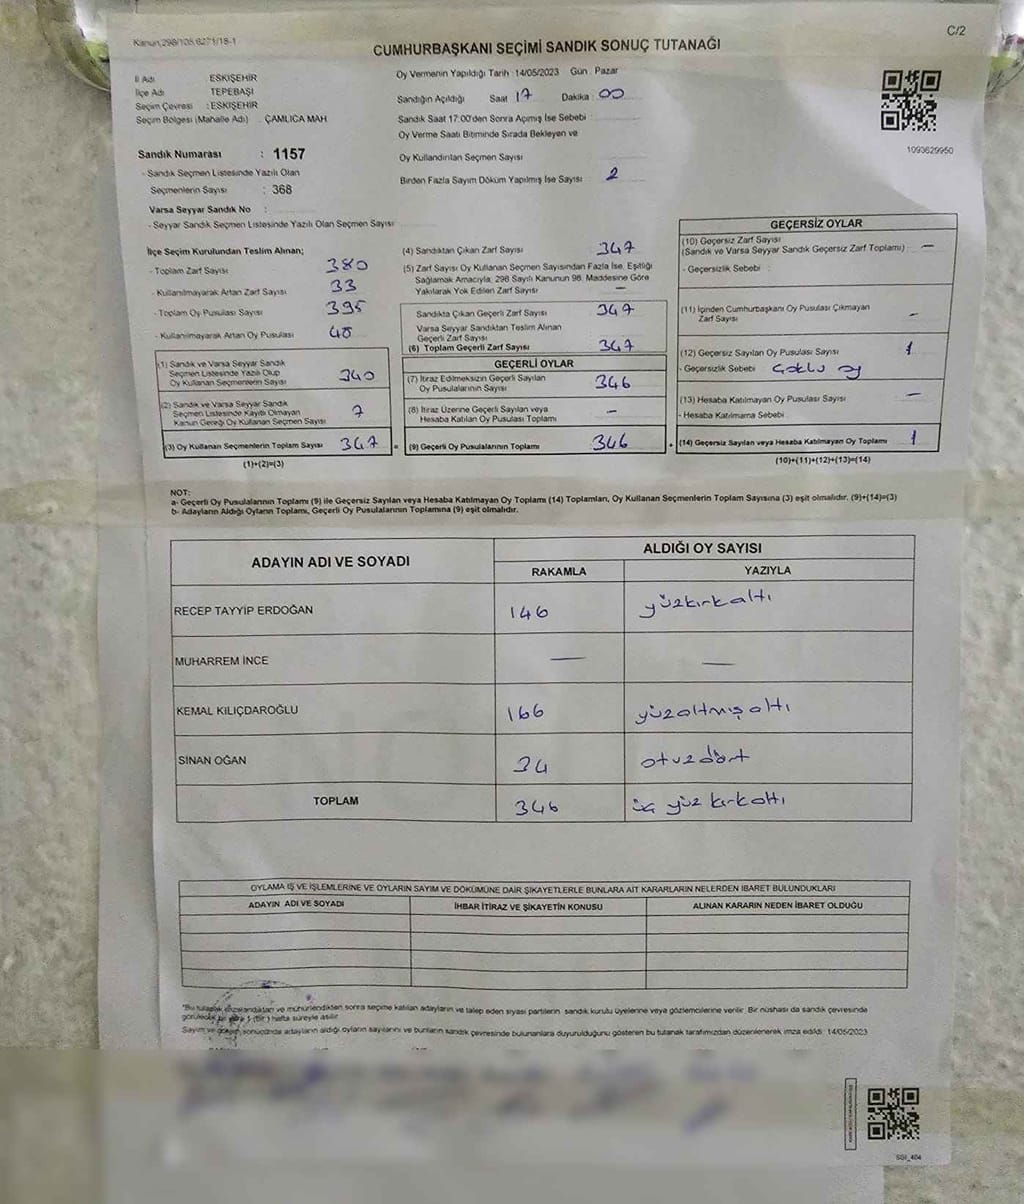 Kanun:298/105,6271/18-1
C/2
CUMHURBAŞKANI SEÇİMİ SANDIK SONUÇ TUTANAĞI
İl Adı : ESKİŞEHİR
İlçe Adı : TEPEBAŞI
Seçim Çevresi : ESKİŞEHİR
Seçim Bölgesi (Mahalle Adı) : ÇAMLICA MAH.
Oy Vermenin Yapıldığı Tarih :14/05/2023 Gün : Pazar
Sandığın Açıldığı Saat :17 Dakika :00
Sandık Saat 17:00'den Sonra Açılmış İse Sebebi :
Oy Verme Saati Bitiminde Sırada Bekleyen ve
Oy Kullandırılan Seçmen Sayısı
Birden Fazla Sayım Döküm Yapılmış İse Sayısı : 2
1093629950
Sandık Numarası : 1157
- Sandık Seçmen Listesinde Yazılı Olan
Seçmenlerin Sayısı : 368
Varsa Seyyar Sandık No :
- Seyyar Sandık Seçmen Listesinde Yazılı Olan Seçmen Sayısı :
İlçe Seçim Kurulundan Teslim Alınan;
- Toplam Zarf Sayısı : 380
- Kullanılmayarak Artan Zarf Sayısı : 33
- Toplam Oy Pusulası Sayısı : 395
- Kullanılmayarak Artan Oy Pusulası : 48
(1) Sandık ve Varsa Seyyar Sandık
Seçmen Listesinde Yazılı Olup
Oy Kullanan Seçmenlerin Sayısı : 340
(2) Sandık ve Varsa Seyyar Sandık
Seçmen Listesinde Kayıtlı Olmayan
Kanun Gereği Oy Kullanan Seçmen Sayısı : 7
(3) Oy Kullanan Seçmenlerin Toplam Sayısı : 347
(1)+(2)=(3)
(4) Sandıktan Çıkan Zarf Sayısı : 347
(5) Zarf Sayısı Oy Kullanan Seçmen Sayısından Fazla İse, Eşitliği
Sağlamak Amacıyla, 298 Sayılı Kanunun 98. Maddesine Göre
Yakılarak Yok Edilen Zarf Sayısı : —
Sandıkta Çıkan Geçerli Zarf Sayısı : 347
Varsa Seyyar Sandıktan Teslim Alınan
Geçerli Zarf Sayısı :
(6) Toplam Geçerli Zarf Sayısı : 347
GEÇERLİ OYLAR
(7) İtiraz Edilmeksizin Geçerli Sayılan
Oy Pusulalarının Sayısı : 346
(8) İtiraz Üzerine Geçerli Sayılan veya
Hesaba Katılan Oy Pusulası Toplamı : —
= (9) Geçerli Oy Pusulalarının Toplamı : 346
GEÇERSİZ OYLAR
(10) Geçersiz Zarf Sayısı
(Sandık ve Varsa Seyyar Sandık Geçersiz Zarf Toplamı) : —
- Geçersizlik Sebebi :
(11) İçinden Cumhurbaşkanı Oy Pusulası Çıkmayan
Zarf Sayısı : —
(12) Geçersiz Sayılan Oy Pusulası Sayısı : 1
- Geçersizlik Sebebi : Çoklu oy
(13) Hesaba Katılmayan Oy Pusulası Sayısı : —
- Hesaba Katılmama Sebebi :
+ (14) Geçersiz Sayılan veya Hesaba Katılmayan Oy Toplamı : 1
(10)+(11)+(12)+(13)=(14)
NOT:
a- Geçerli Oy Pusulalarının Toplamı (9) ile Geçersiz Sayılan veya Hesaba Katılmayan Oy Toplamı (14) Toplamları, Oy Kullanan Seçmenlerin Toplam Sayısına (3) eşit olmalıdır. (9)+(14)=(3)
b- Adayların Aldığı Oyların Toplamı, Geçerli Oy Pusulalarının Toplamına (9) eşit olmalıdır.
ADAYIN ADI VE SOYADI ALDIĞI OY SAYISI
RAKAMLA YAZIYLA
RECEP TAYYİP ERDOĞAN 146 yüzkırkaltı
MUHARREM İNCE — —
KEMAL KILIÇDAROĞLU 166 yüzaltmışaltı
SİNAN OĞAN 34 otuzdört
TOPLAM 346 üç yüz kırkaltı
OYLAMA İŞ VE İŞLEMLERİNE VE OYLARIN SAYIM VE DÖKÜMÜNE DAİR ŞİKAYETLERLE BUNLARA AİT KARARLARIN NELERDEN İBARET BULUNDUKLARI
ADAYIN ADI VE SOYADI İHBAR İTİRAZ VE ŞİKAYETİN KONUSU ALINAN KARARIN NEDEN İBARET OLDUĞU
*Bu tutanak imzalandıktan ve mühürlendikten sonra seçime katılan adayların ve talep eden siyasi partilerin sandık kurulu üyelerine veya gözlemcilerine verilir. Bir nüshası da sandık çevresinde
görülecek bir yere 1 (bir ) hafta süreyle asılır.
Sayım ve döküm sonucunda adayların aldığı oyların sayılarını ve bunların sandık çevresinde bulunanlara duyurulduğunu gösteren bu tutanak tarafımızdan düzenlenerek imza edildi. 14/05/2023
SGI_404